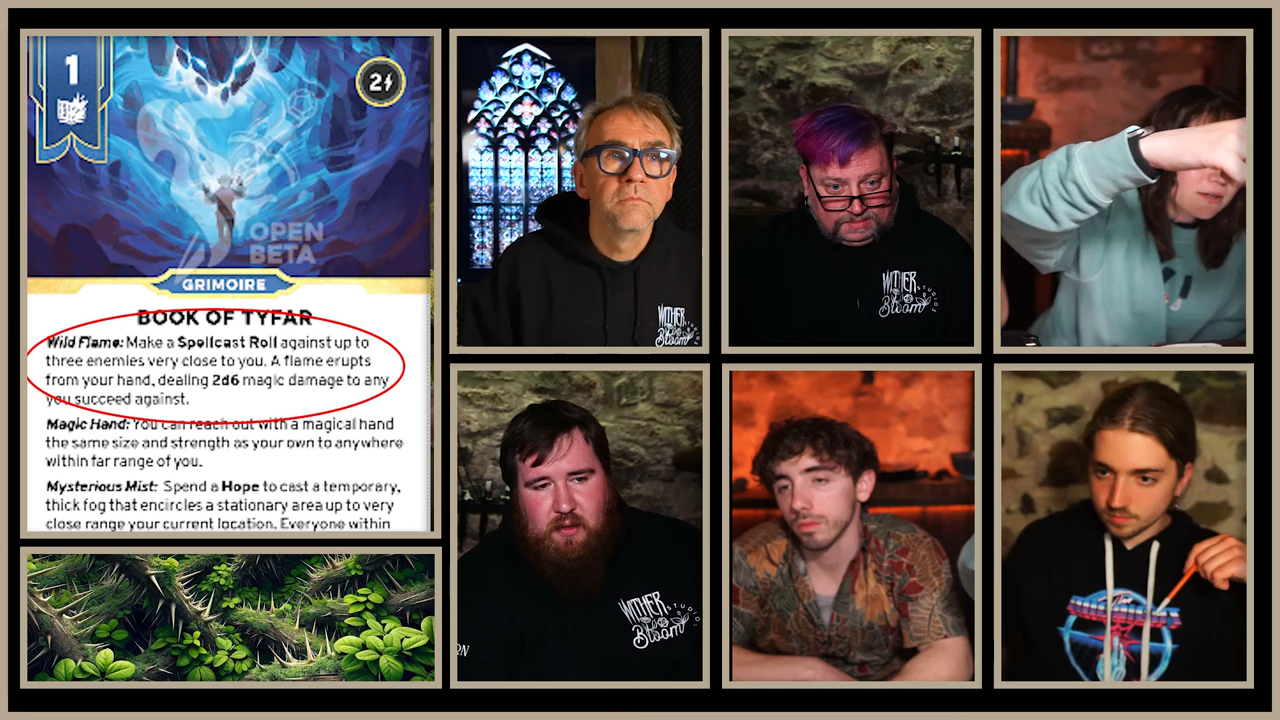 1
2
OPEN
BETA
GRIMOIRE
BOOK OF TYFAR
Wild Flame: Make a Spellcast Roll against up to
three enemies very close to you. A flame erupts
from your hand, dealing 2d6 magic damage to any
you succeed against.
Magic Hand: You can reach out with a magical hand
the same size and strength as your own to anywhere
within far range of you.
Mysterious Mist: Spend a Hope to cast a temporary,
thick fog that encircles a stationary area up to very
close range your current location. Everyone within
WITHER
Bloom
WITHER
STUDIOS
Bloom
WITHER
STUDIOS
Bloom
RN